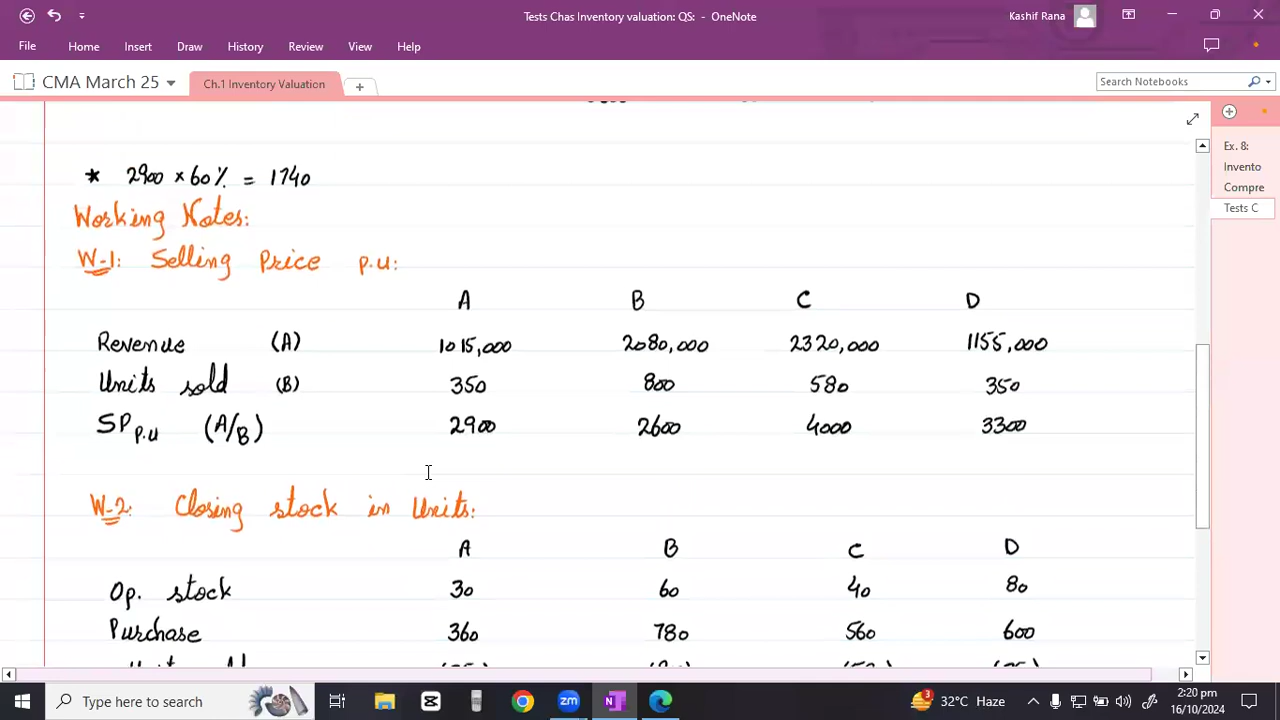 Tests Chas Inventory valuation: QS: - OneNote
Kashif Rana
File Home Insert Draw History Review View Help
CMA March 25
Ch.1 Inventory Valuation
Search Notebooks
Ex. 8:
Invento
Compre
Tests C
* 2900 × 60% = 1740
Working Notes:
W-1: Selling Price p.u:
A B C D
Revenue (A) 1015,000 2080,000 2320,000 1155,000
Units sold (B) 350 800 580 350
SP p.u (A/B) 2900 2600 4000 3300
W-2: Closing stock in Units:
A B C D
Op. stock 30 60 40 80
Purchase 360 780 560 600
Type here to search
3
32°C Haze
2:20 pm
16/10/2024